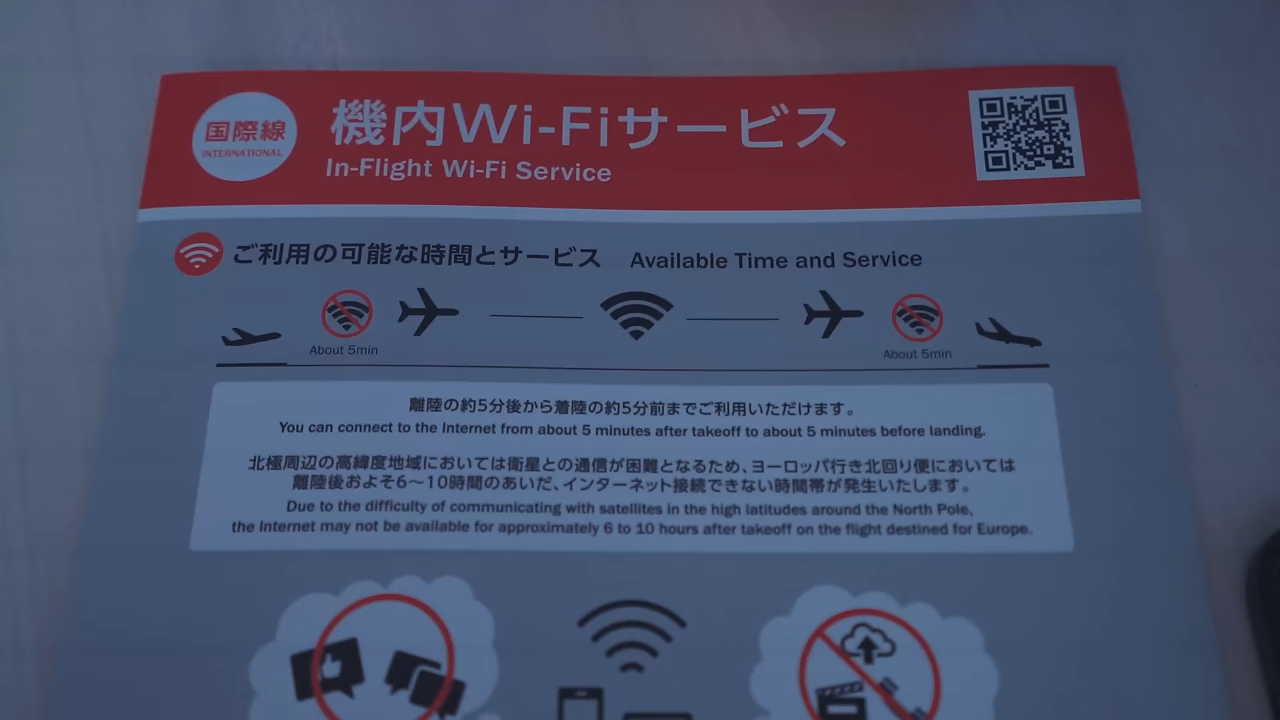 国際線
INTERNATIONAL
機内Wi-Fiサービス
In-Flight Wi-Fi Service
ご利用の可能な時間とサービス Available Time and Service
About 5min
About 5min
離陸の約5分後から着陸の約5分前までご利用いただけます。
You can connect to the Internet from about 5 minutes after takeoff to about 5 minutes before landing.
北極周辺の高緯度地域においては衛星との通信が困難となるため、ヨーロッパ行き北回り便においては
離陸後およそ6～10時間のあいだ、インターネット接続できない時間帯が発生いたします。
Due to the difficulty of communicating with satellites in the high latitudes around the North Pole,
the Internet may not be available for approximately 6 to 10 hours after takeoff on the flight destined for Europe.